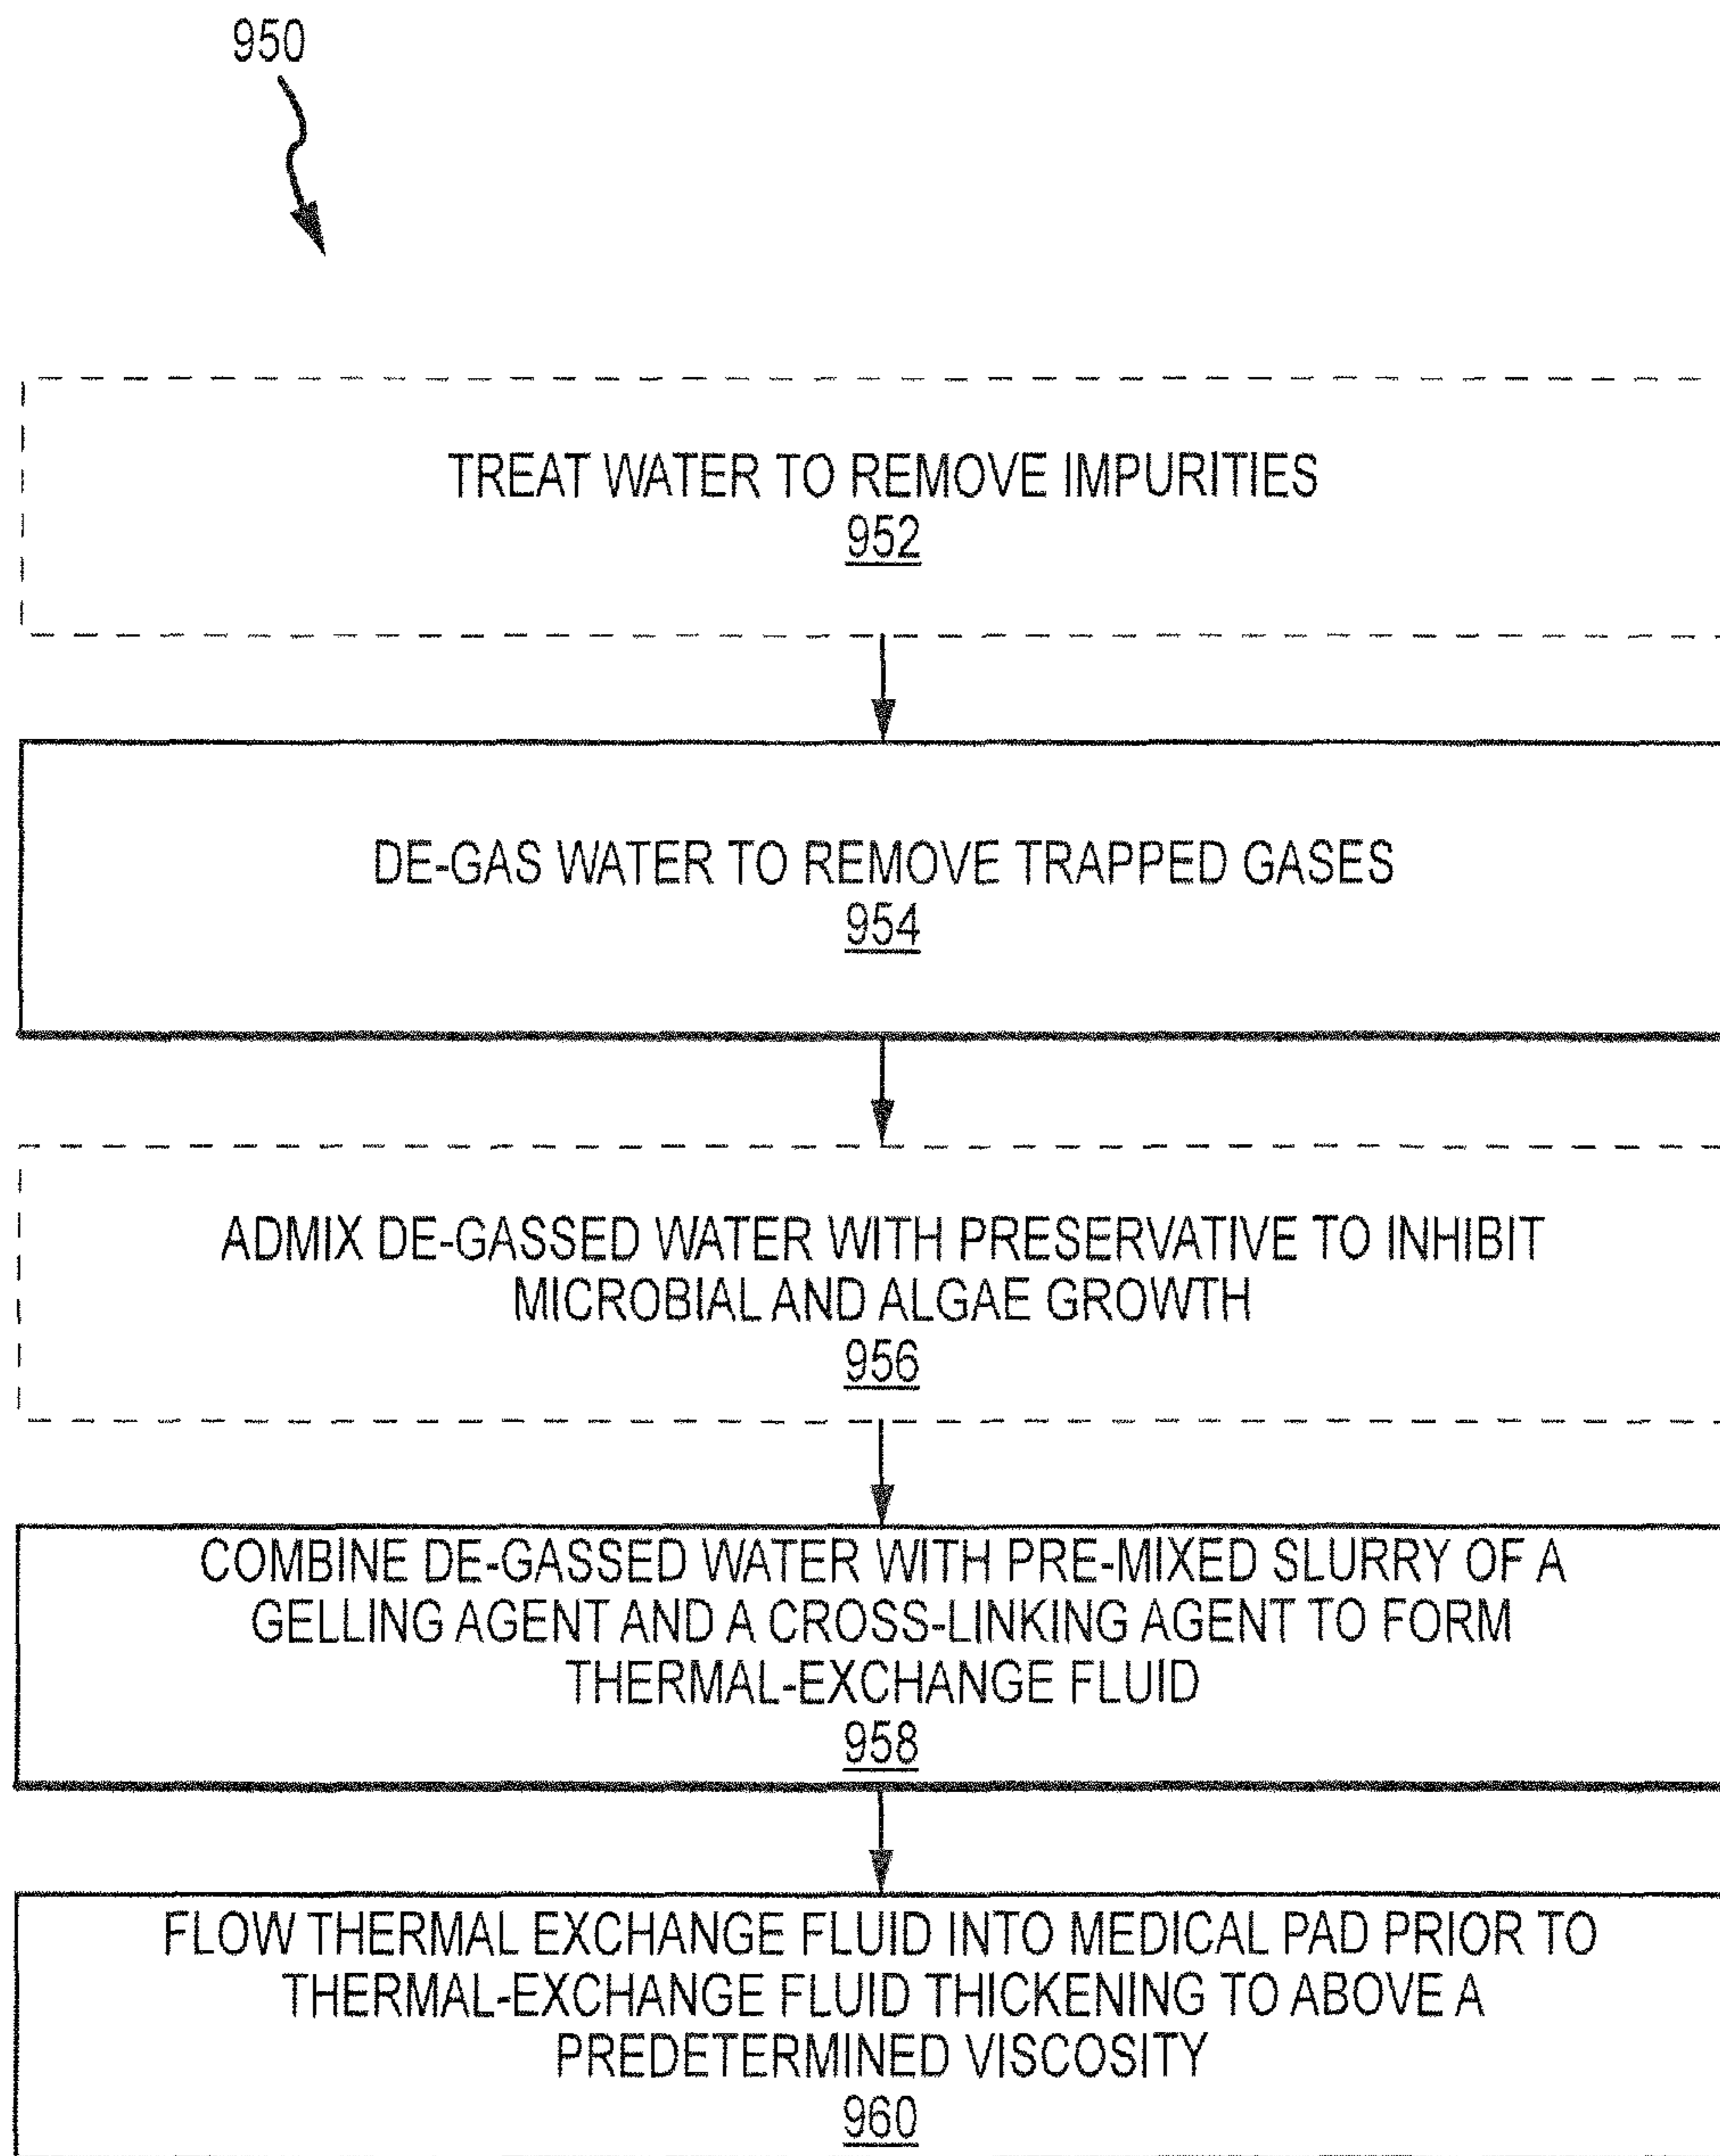 950
TREAT WATER TO REMOVE IMPURITIES
952
DE-GAS WATER TO REMOVE TRAPPED GASES
954
ADMIX DE-GASSED WATER WITH PRESERVATIVE TO INHIBIT
MICROBIAL AND ALGAE GROWTH
956
COMBINE DE-GASSED WATER WITH PRE-MIXED SLURRY OF A
GELLING AGENT AND A CROSS-LINKING AGENT TO FORM
THERMAL-EXCHANGE FLUID
958
FLOW THERMAL EXCHANGE FLUID INTO MEDICAL PAD PRIOR TO
THERMAL-EXCHANGE FLUID THICKENING TO ABOVE A
PREDETERMINED VISCOSITY
960